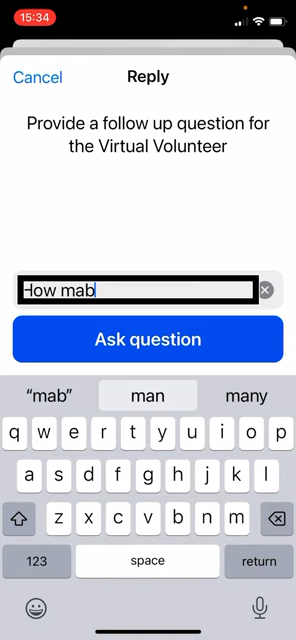 15:34
Cancel
Reply
Provide a follow up question for
the Virtual Volunteer
How mab
Ask question
“mab”
man
many
q w e r t y u i o p
a s d f g h j k l
z x c v b n m
123
space
return